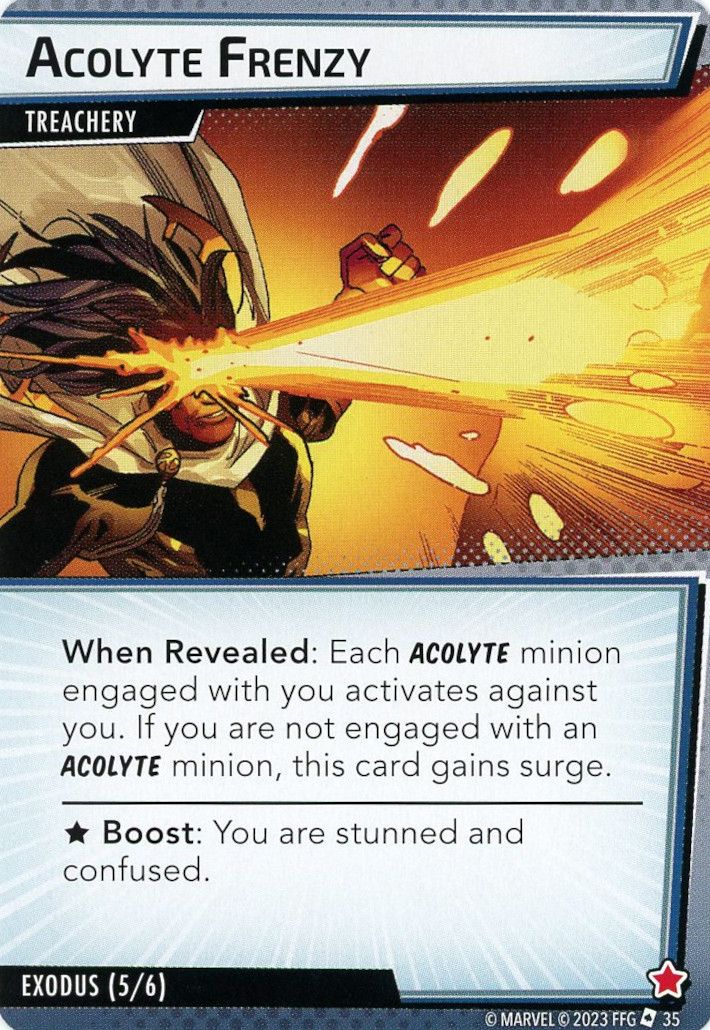 ACOLYTE FRENZY
TREACHERY
When Revealed: Each ACOLYTE minion
engaged with you activates against
you. If you are not engaged with an
ACOLYTE minion, this card gains surge.
★ Boost: You are stunned and
confused.
EXODUS (5/6)
© MARVEL © 2023 FFG 35